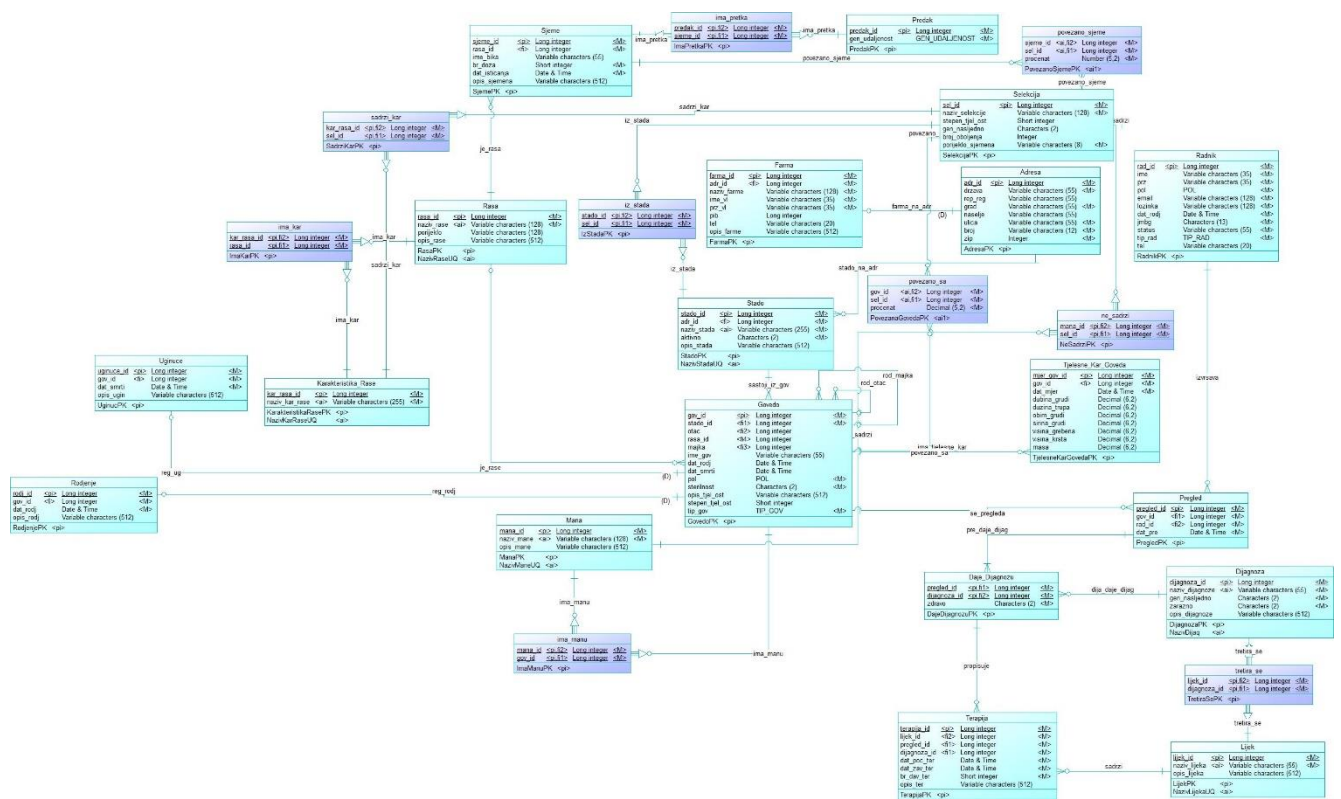 Sjeme
sjeme_id <pi> Long integer <M>
rasa_id <fi> Long integer <M>
ime_bika Variable characters (55)
br_doza Short integer <M>
dat_isticanja Date & Time <M>
opis_sjemena Variable characters (512)
SjemePK <pi>
ima_pretka
ima_pretka
predak_id <pi,fi2> Long integer <M>
sjeme_id <pi,fi1> Long integer <M>
ImaPretkaPK <pi>
ima_pretka
Predak
predak_id <pi> Long integer <M>
gen_udaljenost GEN_UDALJENOST <M>
PredakPK <pi>
povezano_sjeme
sjeme_id <ai,fi2> Long integer <M>
sel_id <ai,fi1> Long integer <M>
procenat Number (5,2) <M>
PovezanoSjemePK <ai1>
povezano_sjeme
povezano_sjeme
sadrzi_kar
sadrzi_kar
kar_rasa_id <pi,fi2> Long integer <M>
sel_id <pi,fi1> Long integer <M>
SadrziKarPK <pi>
iz_stada
povezano
sadrzi
Selekcija
sel_id <pi> Long integer <M>
naziv_selekcije Variable characters (128) <M>
stepen_tjel_ost Short integer
gen_nasljedno Characters (2)
broj_oboljenja Integer
porijeklo_sjemena Variable characters (8) <M>
SelekcijaPK <pi>
je_rasa
Farma
farma_id <pi> Long integer <M>
adr_id <fi> Long integer <M>
naziv_farme Variable characters (128) <M>
ime_vl Variable characters (35) <M>
prz_vl Variable characters (35) <M>
pib Long integer
tel Variable characters (20)
opis_farme Variable characters (512)
FarmaPK <pi>
farma_na_adr
(D)
Adresa
adr_id <pi> Long integer <M>
drzava Variable characters (55) <M>
rep_reg Variable characters (55)
grad Variable characters (55) <M>
naselje Variable characters (55)
ulica Variable characters (55) <M>
broj Variable characters (12) <M>
zip Integer <M>
AdresaPK <pi>
Radnik
rad_id <pi> Long integer <M>
ime Variable characters (35) <M>
prz Variable characters (35) <M>
pol POL <M>
email Variable characters (128) <M>
lozinka Variable characters (128) <M>
dat_rodj Date & Time <M>
jmbg Characters (13) <M>
status Variable characters (55) <M>
tip_rad TIP_RAD <M>
tel Variable characters (20)
RadnikPK <pi>
Rasa
rasa_id <pi> Long integer <M>
naziv_rase <ai> Variable characters (128) <M>
porijeklo Variable characters (128)
opis_rase Variable characters (512)
RasaPK <pi>
NazivRaseUQ <ai>
iz_stada
stado_id <pi,fi2> Long integer <M>
sel_id <pi,fi1> Long integer <M>
IzStadaPK <pi>
ima_kar
kar_rasa_id <pi,fi2> Long integer <M>
rasa_id <pi,fi1> Long integer <M>
ImaKarPK <pi>
ima_kar
sadrzi_kar
iz_stada
stado_na_adr
povezano_sa
gov_id <ai,fi2> Long integer <M>
sel_id <ai,fi1> Long integer <M>
procenat Decimal (5,2) <M>
PovezanaGovedaPK <ai1>
Stado
stado_id <pi> Long integer <M>
adr_id <fi> Long integer <M>
naziv_stada <ai> Variable characters (255) <M>
aktivno Characters (2) <M>
opis_stada Variable characters (512)
StadoPK <pi>
NazivStadaUQ <ai>
ne_sadrzi
mana_id <pi,fi2> Long integer <M>
sel_id <pi,fi1> Long integer <M>
NeSadrziPK <pi>
ima_kar
izvrsava
Uginuce
uginuce_id <pi> Long integer <M>
gov_id <fi> Long integer <M>
dat_smrti Date & Time <M>
opis_ugin Variable characters (512)
UginucPK <pi>
Karakteristika_Rase
kar_rasa_id <pi> Long integer <M>
naziv_kar_rase <ai> Variable characters (255) <M>
KarakteristikaRasePK <pi>
NazivKarRaseUQ <ai>
sastoji_iz_gov
rod_majka
rod_otac
Tjelesne_Kar_Goveda
mjer_gov_id <pi> Long integer <M>
gov_id <fi> Long integer <M>
dat_mjer Date & Time <M>
dubina_grudi Decimal (6,2)
duzina_trupa Decimal (6,2)
obim_grudi Decimal (6,2)
sirina_grudi Decimal (6,2)
visina_grebena Decimal (6,2)
visina_krsta Decimal (6,2)
masa Decimal (6,2)
TjelesneKarGovedaPK <pi>
Govedo
gov_id <pi> Long integer <M>
stado_id <fi1> Long integer <M>
otac <fi2> Long integer
rasa_id <fi4> Long integer <M>
majka <fi3> Long integer
ime_gov Variable characters (55)
dat_rodj Date & Time
dat_smrti Date & Time
pol POL <M>
sterilnost Characters (2) <M>
opis_tjel_ost Variable characters (512)
stepen_tjel_ost Short integer
tip_gov TIP_GOV <M>
GovedoPK <pi>
sadrzi
ima_tjelesne_kar
povezano_sa
reg_ug
je_rase
(D)
Rodjenje
rodj_id <pi> Long integer <M>
gov_id <fi> Long integer <M>
dat_rodj Date & Time <M>
opis_rodj Variable characters (512)
RodjenjePK <pi>
reg_rodj
(D)
Mana
mana_id <pi> Long integer <M>
naziv_mane <ai> Variable characters (128) <M>
opis_mane Variable characters (512)
ManaPK <pi>
NazivManeUQ <ai>
se_pregleda
pre_daje_dijag
Pregled
pregled_id <pi> Long integer <M>
gov_id <fi1> Long integer <M>
rad_id <fi2> Long integer <M>
dat_pre Date & Time <M>
PregledPK <pi>
Daje_Dijagnozu
pregled_id <pi,fi1> Long integer <M>
dijagnoza_id <pi,fi2> Long integer <M>
zdravo Characters (2) <M>
DajeDijagnozuPK <pi>
dija_daje_dijag
Dijagnoza
dijagnoza_id <pi> Long integer <M>
naziv_dijagnoze <ai> Variable characters (55) <M>
gen_nasljedno Characters (2) <M>
zarazno Characters (2) <M>
opis_dijagnoze Variable characters (512)
DijagnozaPK <pi>
NazivDijag <ai>
ima_manu
ima_manu
mana_id <pi,fi2> Long integer <M>
gov_id <pi,fi1> Long integer <M>
ImaManuPK <pi>
ima_manu
propisuje
tretira_se
tretira_se
lijek_id <pi,fi2> Long integer <M>
dijagnoza_id <pi,fi1> Long integer <M>
TretiraSePK <pi>
tretira_se
Terapija
terapija_id <pi> Long integer <M>
lijek_id <fi2> Long integer <M>
pregled_id <fi1> Long integer <M>
dijagnoza_id <fi1> Long integer <M>
dat_poc_ter Date & Time <M>
dat_zav_ter Date & Time <M>
br_dav_ter Short integer <M>
opis_ter Variable characters (512)
TerapijaPK <pi>
sadrzi
Lijek
lijek_id <pi> Long integer <M>
naziv_lijeka <ai> Variable characters (55) <M>
opis_lijeka Variable characters (512)
LijekPK <pi>
NazivLijekaUQ <ai>